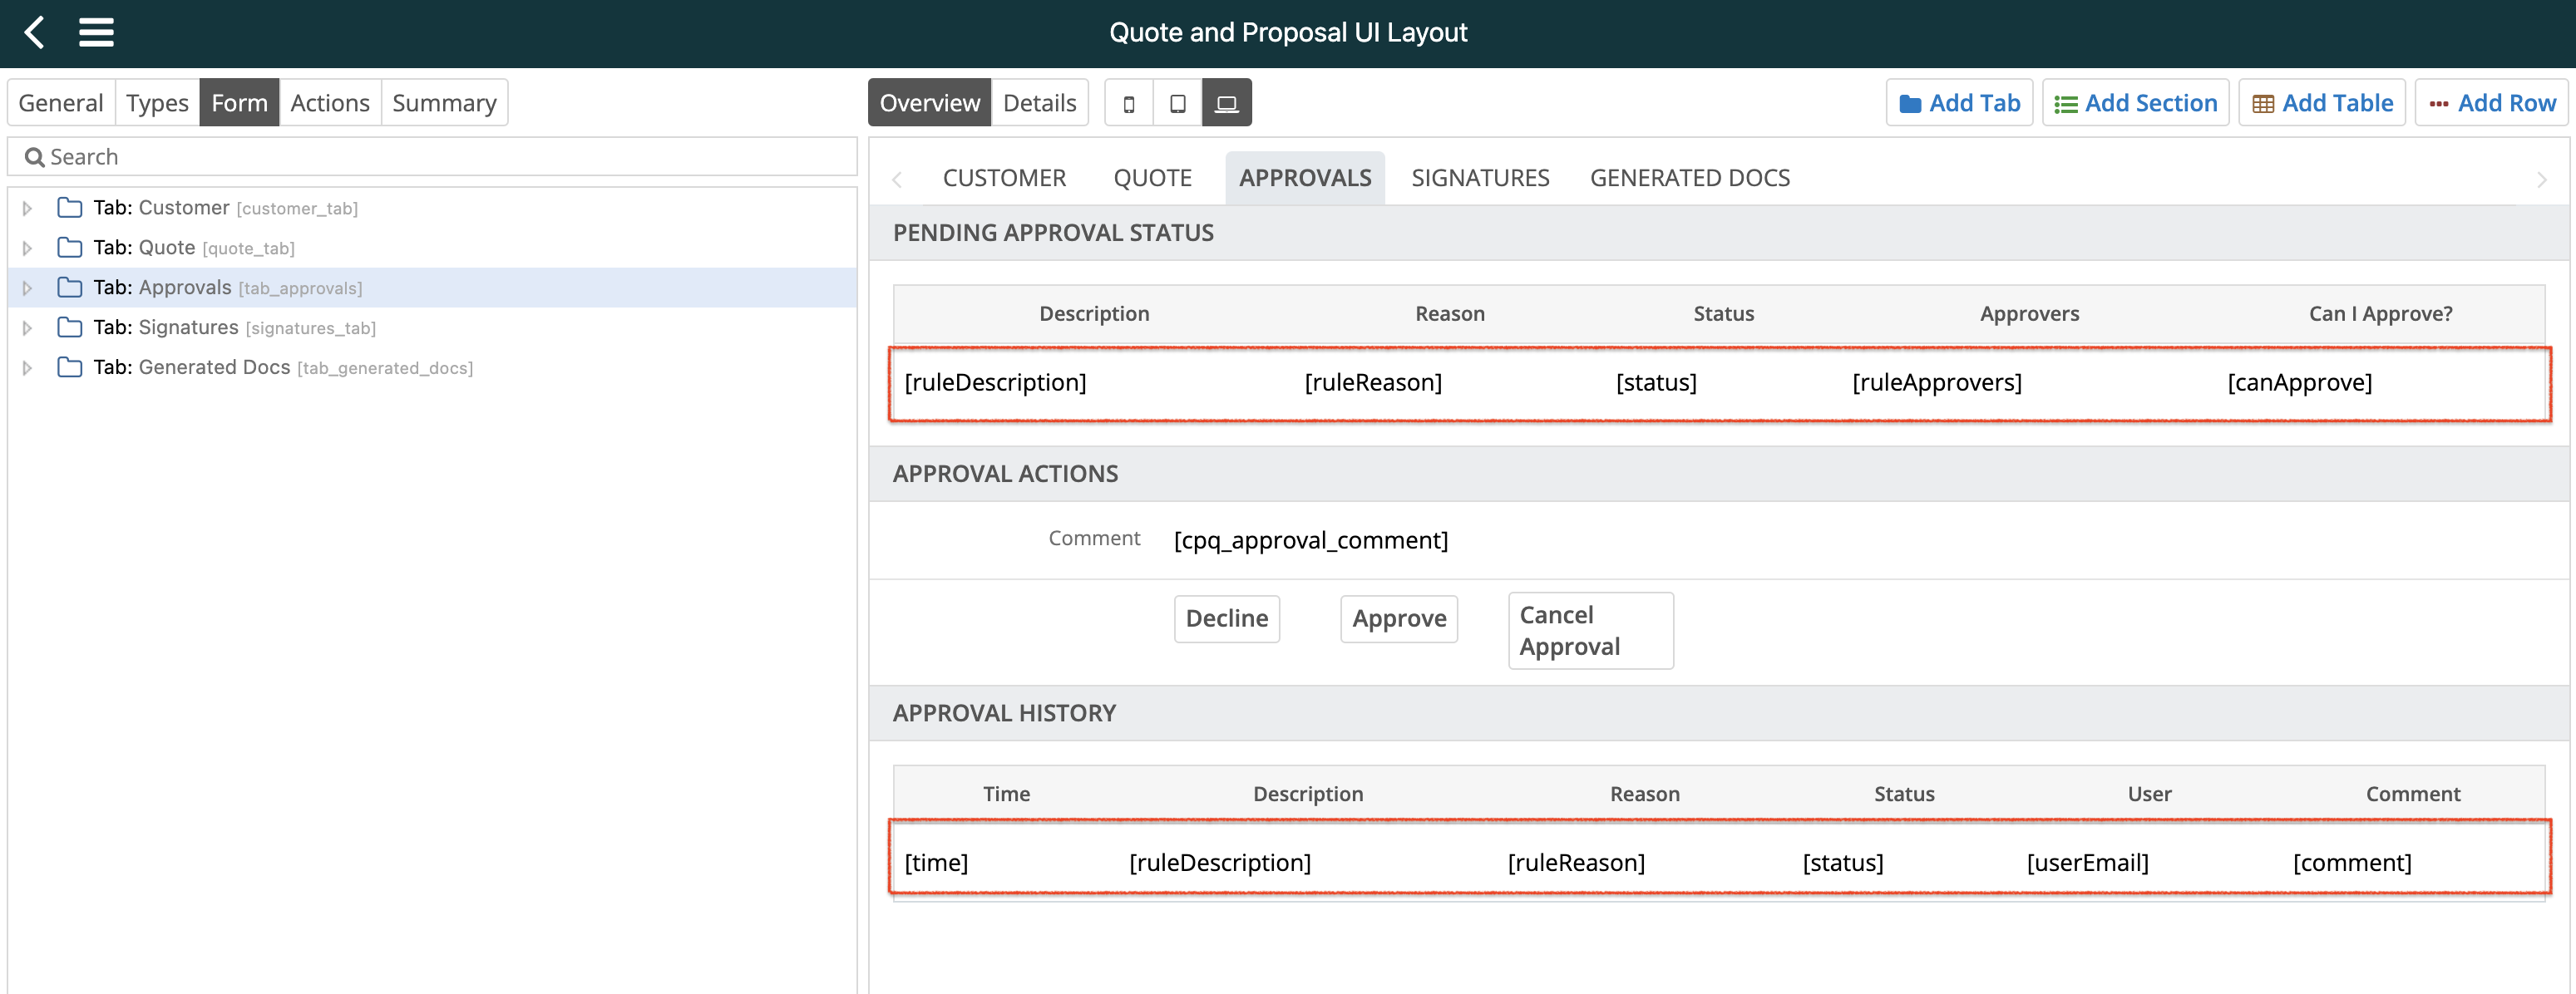 Quote and Proposal UI Layout
General Types Form Actions Summary
Overview Details
Add Tab Add Section Add Table Add Row
Search
Tab: Customer [customer_tab]
Tab: Quote [quote_tab]
Tab: Approvals [tab_approvals]
Tab: Signatures [signatures_tab]
Tab: Generated Docs [tab_generated_docs]
CUSTOMER QUOTE APPROVALS SIGNATURES GENERATED DOCS
PENDING APPROVAL STATUS
Description Reason Status Approvers Can I Approve?
[ruleDescription] [ruleReason] [status] [ruleApprovers] [canApprove]
APPROVAL ACTIONS
Comment [cpq_approval_comment]
Decline Approve Cancel
Approval
APPROVAL HISTORY
Time Description Reason Status User Comment
[time] [ruleDescription] [ruleReason] [status] [userEmail] [comment]